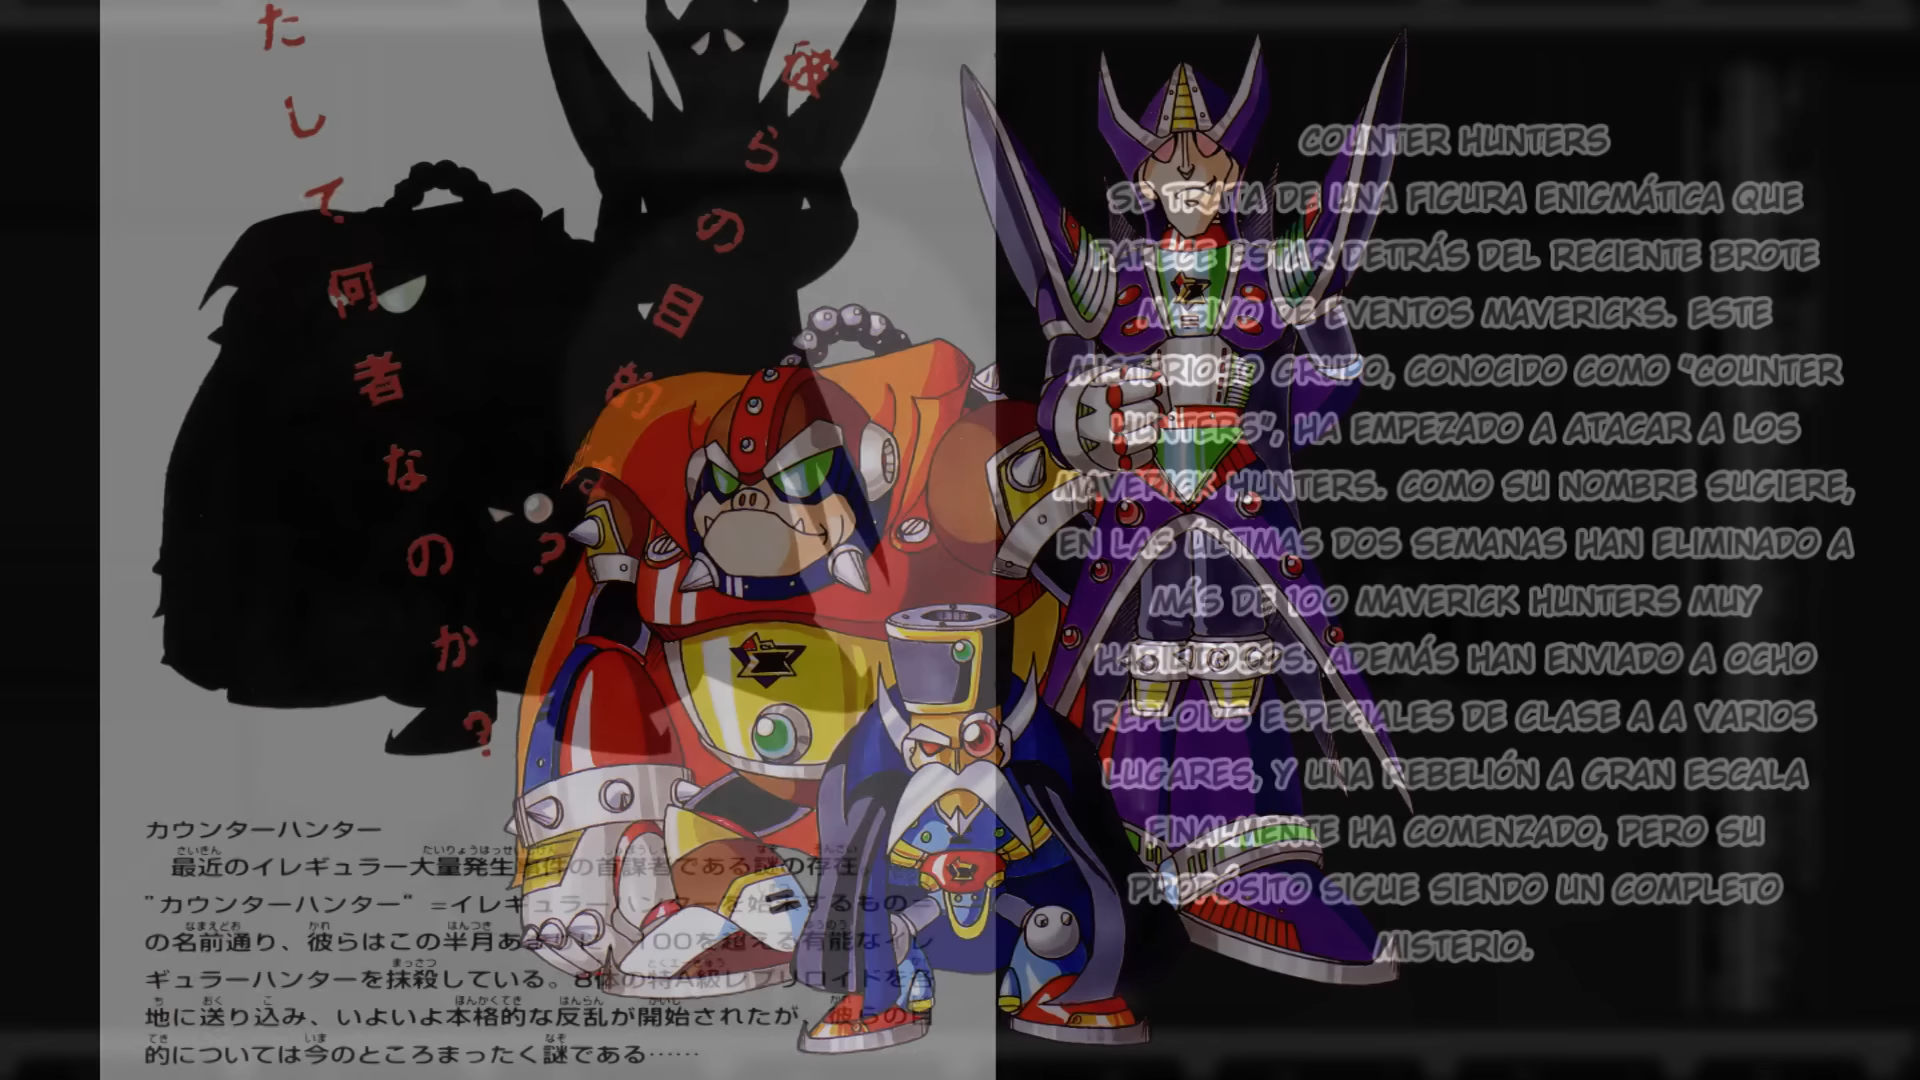 たして何者なのか?
彼らの目的
?
カウンターハンター
最近のイレギュラー大量発生事件の首謀者である謎の存在。
"カウンターハンター"=イレギュラーハンターを始末するもの—
の名前通り、彼らはこの半月あまりに、100を超える有能なイレ
ギュラーハンターを抹殺している。8体の特A級レプリロイドを各
地に送り込み、いよいよ本格的な反乱が開始されたが、彼らの目
的については今のところまったく謎である……
COUNTER HUNTERS
SE TRATA DE UNA FIGURA ENIGMÁTICA QUE
PARECE ESTAR DETRÁS DEL RECIENTE BROTE
MASIVO DE EVENTOS MAVERICKS. ESTE
MISTERIOSO GRUPO, CONOCIDO COMO "COUNTER
HUNTERS", HA EMPEZADO A ATACAR A LOS
MAVERICK HUNTERS. COMO SU NOMBRE SUGIERE,
EN LAS ÚLTIMAS DOS SEMANAS HAN ELIMINADO A
MÁS DE 100 MAVERICK HUNTERS MUY
HABILIDOSOS. ADEMÁS HAN ENVIADO A OCHO
REPLOIDS ESPECIALES DE CLASE A A VARIOS
LUGARES, Y UNA REBELIÓN A GRAN ESCALA
FINALMENTE HA COMENZADO, PERO SU
PROPÓSITO SIGUE SIENDO UN COMPLETO
MISTERIO.